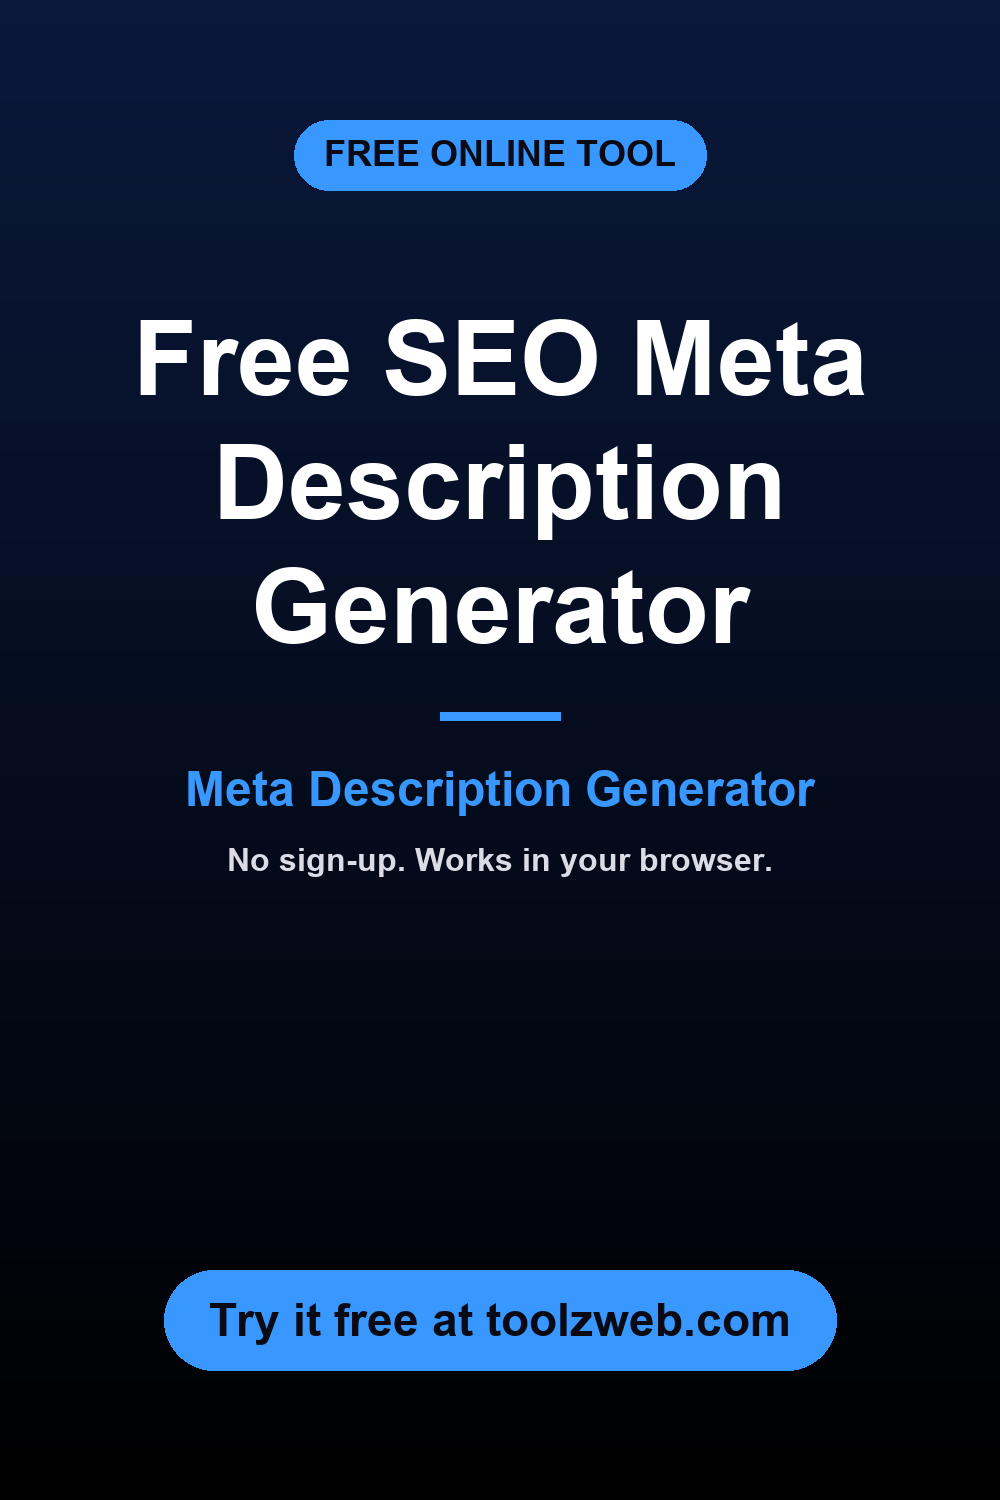 FREE ONLINE TOOL
Free SEO Meta
Description
Generator
Meta Description Generator
No sign-up. Works in your browser.
Try it free at toolzweb.com